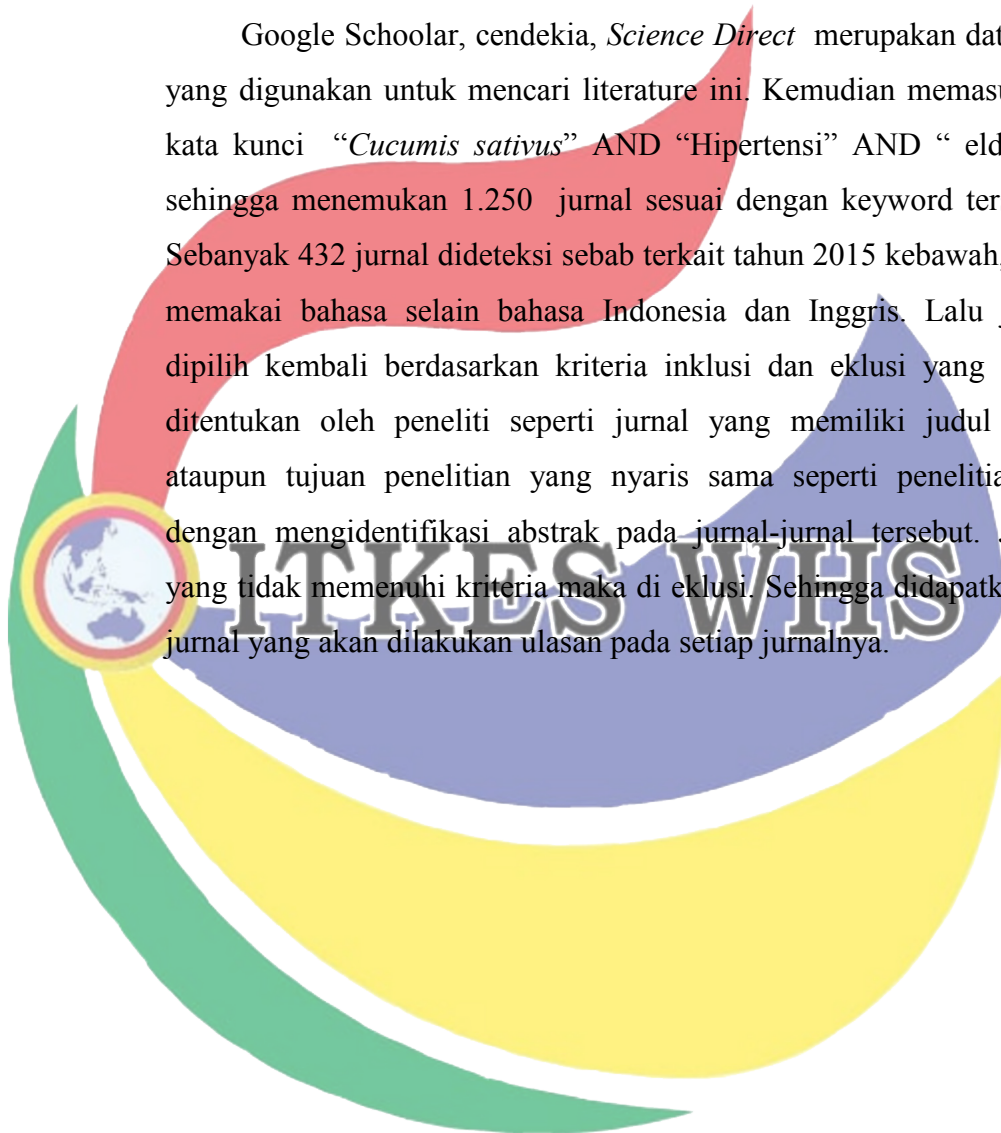 Google Schoolar, cendekia, Science Direct merupakan dat
yang digunakan untuk mencari literature ini. Kemudian memasu
kata kunci “Cucumis sativus” AND “Hipertensi” AND “ eld
sehingga menemukan 1.250 jurnal sesuai dengan keyword ter
Sebanyak 432 jurnal dideteksi sebab terkait tahun 2015 kebawah,
memakai bahasa selain bahasa Indonesia dan Inggris. Lalu j
dipilih kembali berdasarkan kriteria inklusi dan eklusi yang
ditentukan oleh peneliti seperti jurnal yang memiliki judul
ataupun tujuan penelitian yang nyaris sama seperti penelitia
dengan mengidentifikasi abstrak pada jurnal-jurnal tersebut.
yang tidak memenuhi kriteria maka di eklusi. Sehingga didapatk
jurnal yang akan dilakukan ulasan pada setiap jurnalnya.
ITKES WHS